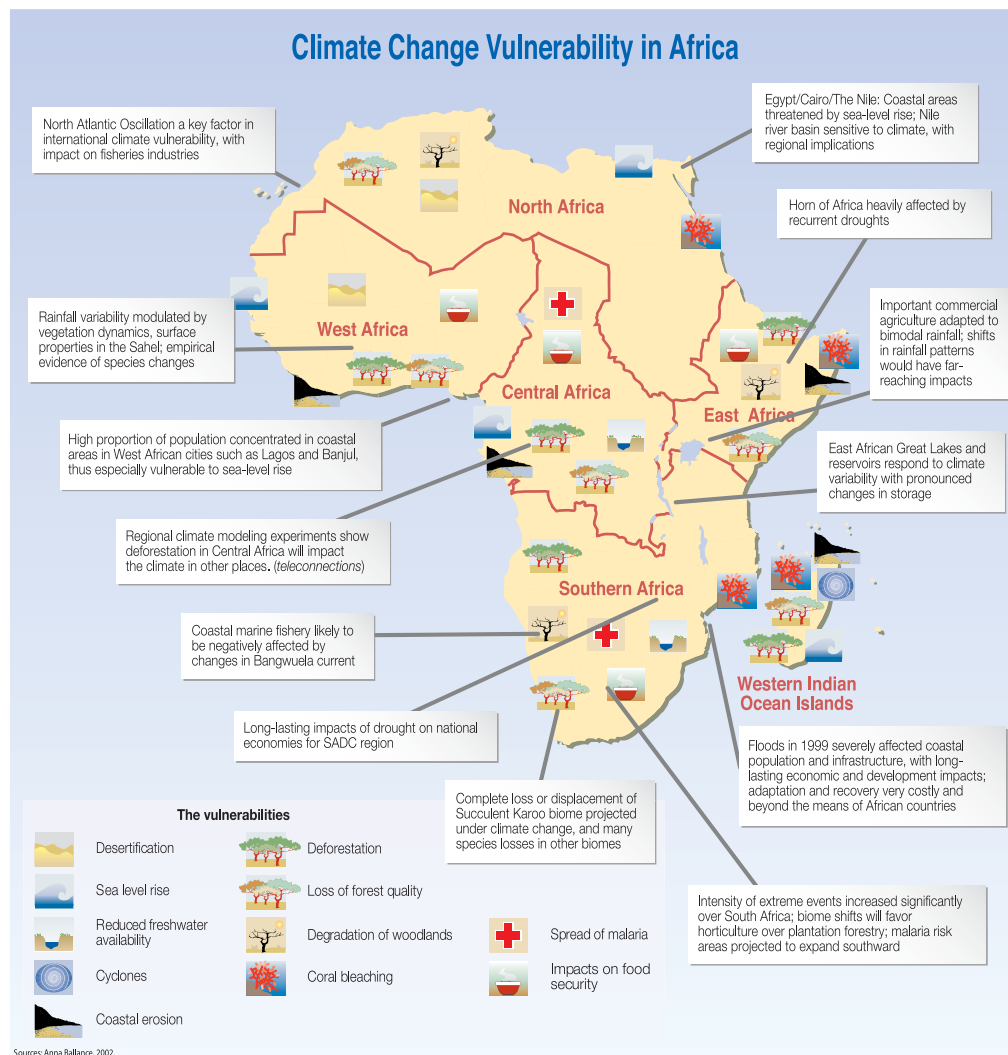 Climate Change Vulnerability in Africa
North Atlantic Oscillation a key factor in
international climate vulnerability, with
impact on fisheries industries
Egypt/Cairo/The Nile: Coastal areas
threatened by sea-level rise; Nile
river basin sensitive to climate, with
regional implications
Horn of Africa heavily affected by
recurrent droughts
North Africa
Rainfall variability modulated by
vegetation dynamics, surface
properties in the Sahel; empirical
evidence of species changes
West Africa
Important commercial
agriculture adapted to
bimodal rainfall; shifts
in rainfall patterns
would have far-
reaching impacts
Central Africa
East Africa
High proportion of population concentrated in coastal
areas in West African cities such as Lagos and Banjul,
thus especially vulnerable to sea-level rise
East African Great Lakes and
reservoirs respond to climate
variability with pronounced
changes in storage
Regional climate modeling experiments show
deforestation in Central Africa will impact
the climate in other places. (teleconnections)
Southern Africa
Coastal marine fishery likely to
be negatively affected by
changes in Bangwuela current
Western Indian
Ocean Islands
Long-lasting impacts of drought on national
economies for SADC region
Floods in 1999 severely affected coastal
population and infrastructure, with long-
lasting economic and development impacts;
adaptation and recovery very costly and
beyond the means of African countries
Complete loss or displacement of
Succulent Karoo biome projected
under climate change, and many
species losses in other biomes
Intensity of extreme events increased significantly
over South Africa; biome shifts will favor
horticulture over plantation forestry; malaria risk
areas projected to expand southward
The vulnerabilities
Desertification
Sea level rise
Reduced freshwater
availability
Cyclones
Coastal erosion
Deforestation
Loss of forest quality
Degradation of woodlands
Coral bleaching
Spread of malaria
Impacts on food
security
Sources: Anna Ballance, 2002